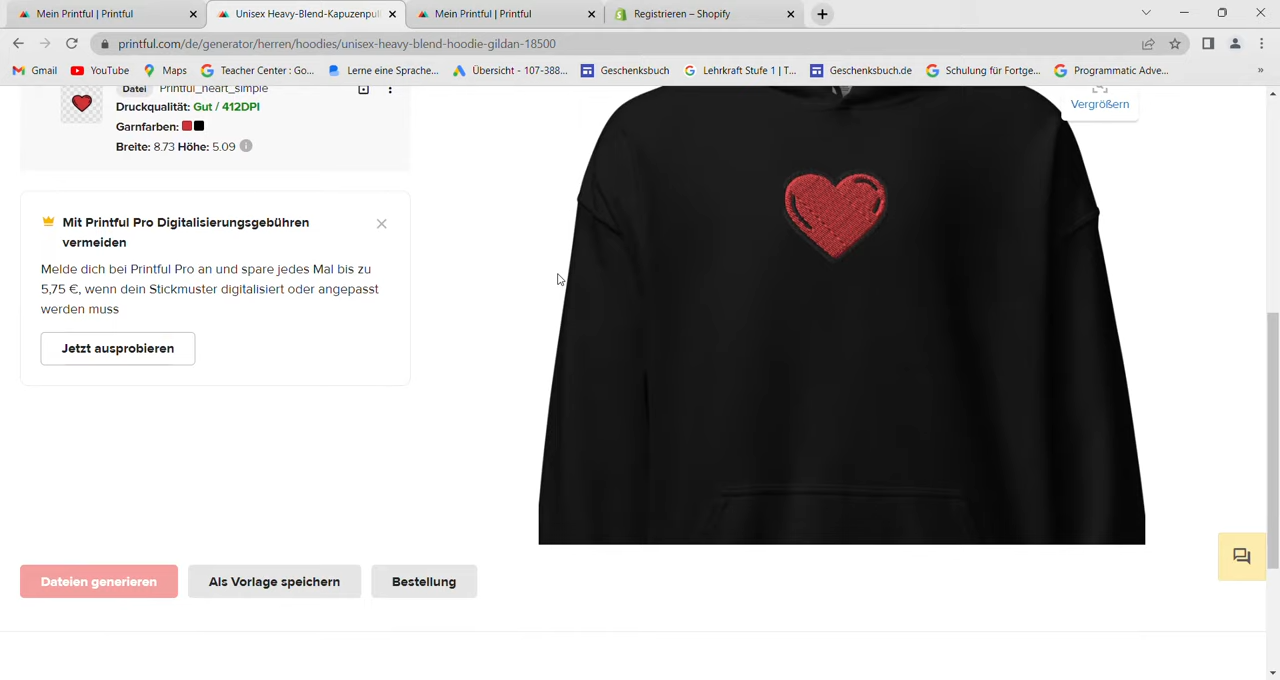 Mein Printful | Printful
Unisex Heavy-Blend-Kapuzenpul
Mein Printful | Printful
Registrieren – Shopify
printful.com/de/generator/herren/hoodies/unisex-heavy-blend-hoodie-gildan-18500
Gmail YouTube Maps Tracher Center : Go... Lerne eine Sprache... Übersicht - 107-388... Geschenksbuch Lehrkraft Stufe 1 | T... Geschenksbuch.de Schulung für Fortge... Programmatic Adve... »
Datei Printful_heart_simple
Druckqualität: Gut / 412DPI
Garnfarben:
Breite: 8.73 Höhe: 5.09
Vergrößern
Mit Printful Pro Digitalisierungsgebühren
vermeiden
Melde dich bei Printful Pro an und spare jedes Mal bis zu
5,75 €, wenn dein Stickmuster digitalisiert oder angepasst
werden muss
Jetzt ausprobieren
Dateien generieren Als Vorlage speichern Bestellung